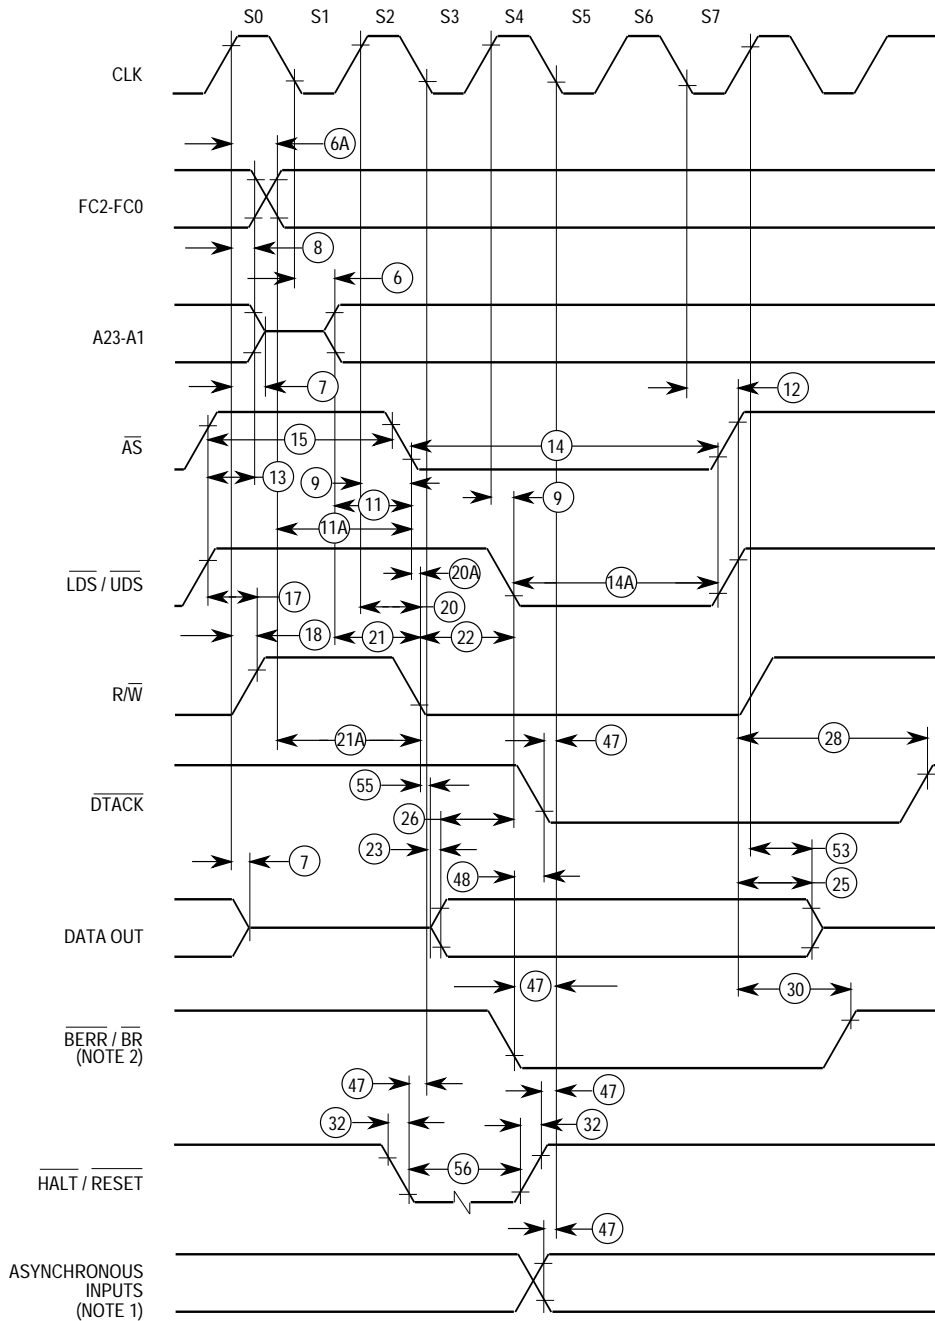 S0 S1 S2 S3 S4 S5 S6 S7
CLK
6A
FC2-FC0
8
6
A23-A1
7
12
AS
15
14
13
9
9
11
11A
LDS / UDS
20A
14A
17
20
18
21
22
R/W
21A
47
28
55
DTACK
26
23
53
7
48
25
DATA OUT
47
30
BERR / BR
(NOTE 2)
47
47
32
32
HALT / RESET
56
47
ASYNCHRONOUS
INPUTS
(NOTE 1)